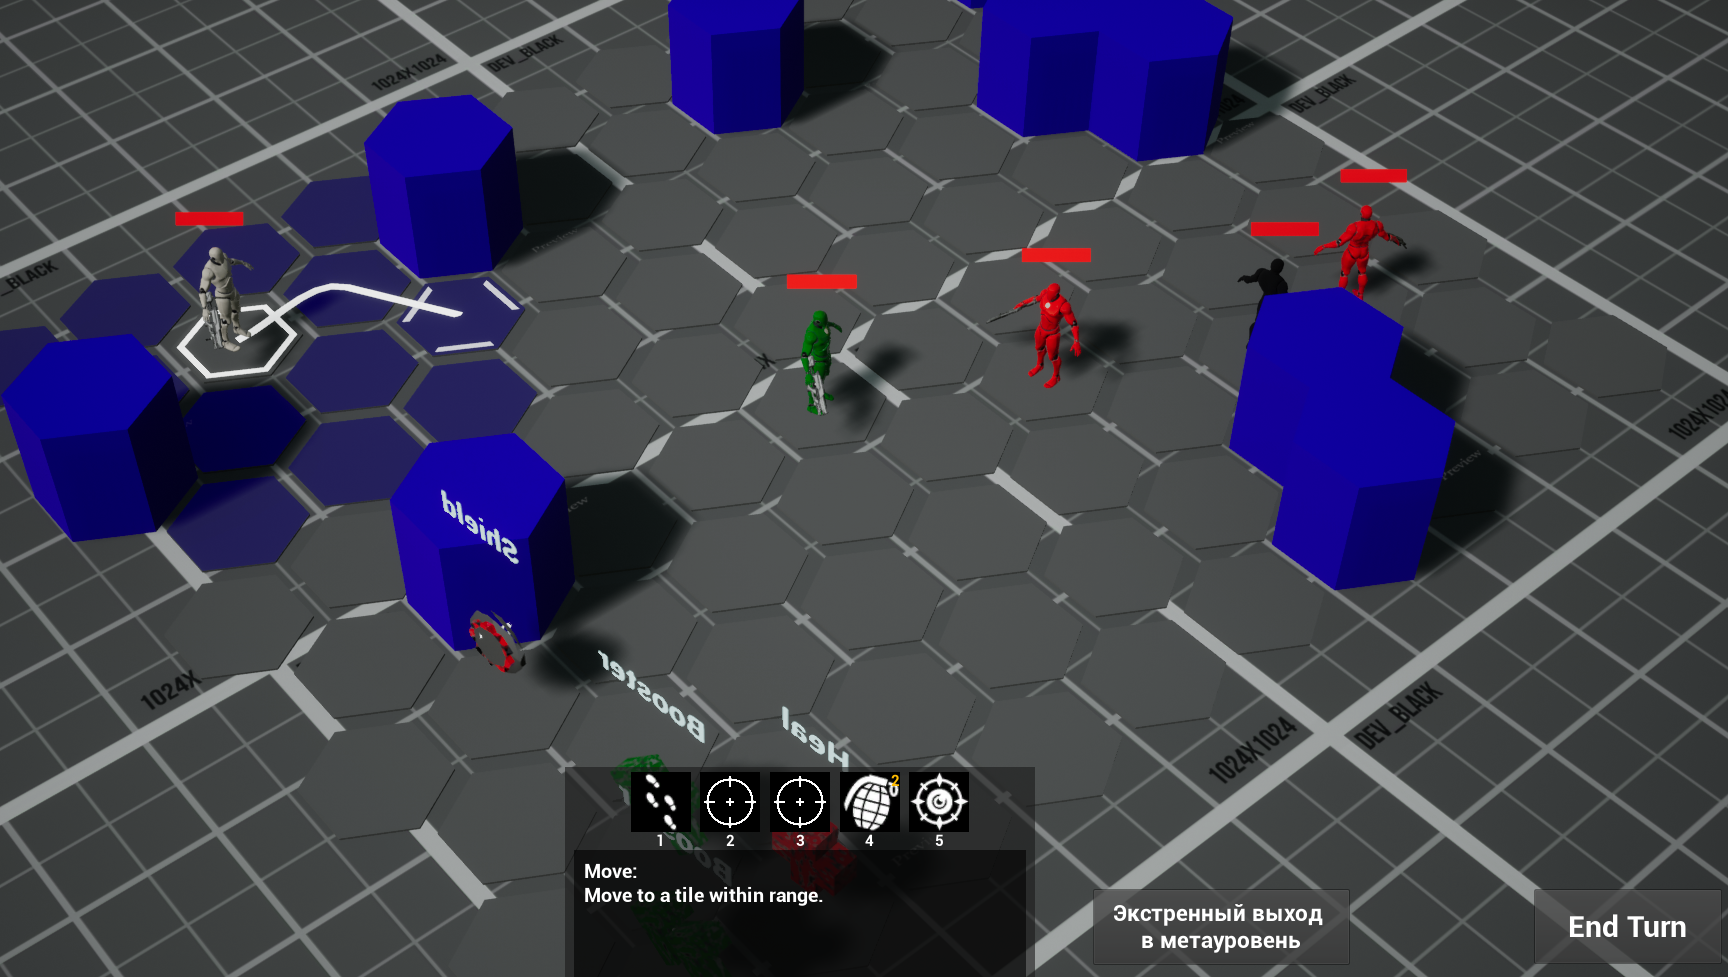 1024X1024
DEV_BLACK
DEV_BLACK
_BLACK
1024X
Shield
Booster
Heal
1024X1024
DEV_BLACK
2
1
2
3
4
5
Move:
Move to a tile within range.
Экстренный выход
в метауровень
End Turn